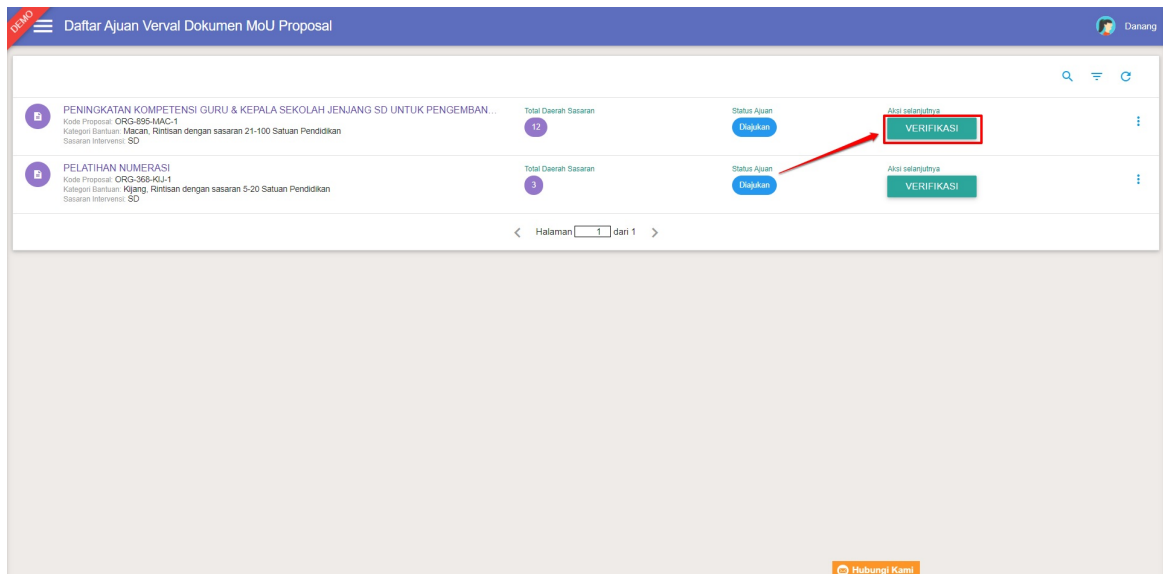 DEMO
Daftar Ajuan Verval Dokumen MoU Proposal
Danang
PENINGKATAN KOMPETENSI GURU & KEPALA SEKOLAH JENJANG SD UNTUK PENGEMBAN...
Kode Proposal: ORG-895-MAC-1
Kategori Bantuan: Macan, Rintisan dengan sasaran 21-100 Satuan Pendidikan
Sasaran Intervensi: SD
Total Daerah Sasaran
12
Status Ajuan
Diajukan
Aksi selanjutnya
VERIFIKASI
PELATIHAN NUMERASI
Kode Proposal: ORG-368-KIJ-1
Kategori Bantuan: Kijang, Rintisan dengan sasaran 5-20 Satuan Pendidikan
Sasaran Intervensi: SD
Total Daerah Sasaran
3
Status Ajuan
Diajukan
Aksi selanjutnya
VERIFIKASI
Halaman 1 dari 1
Hubungi Kami